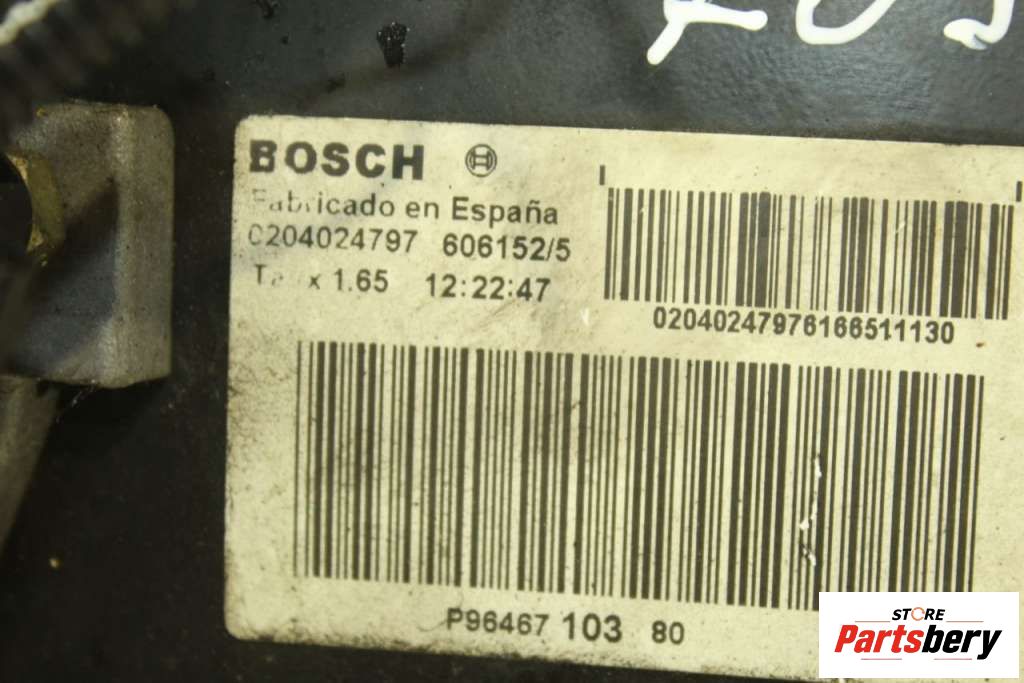 BOSCH
Fabricado en España
0204024797 606152/5
x 1.65 12:22:47
02040247976166511130
P96467 103 80
STORE
Partsbery